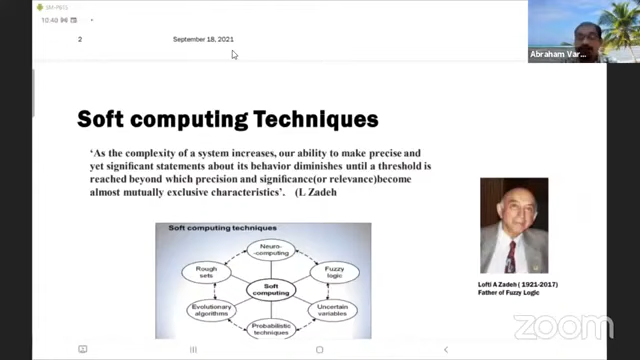 SM-P615
10:40
2
September 18, 2021
Abraham Var...
Soft computing Techniques
‘As the complexity of a system increases, our ability to make precise and
yet significant statements about its behavior diminishes until a threshold is
reached beyond which precision and significance(or relevance)become
almost mutually exclusive characteristics’. (L Zadeh
Soft computing techniques
Neuro-
computing
Rough
sets
Fuzzy
logic
Soft
computing
Evolutionary
algorithms
Uncertain
variables
Probabilistic
techniques
Lofti A Zadeh ( 1921-2017)
Father of Fuzzy Logic
zoom